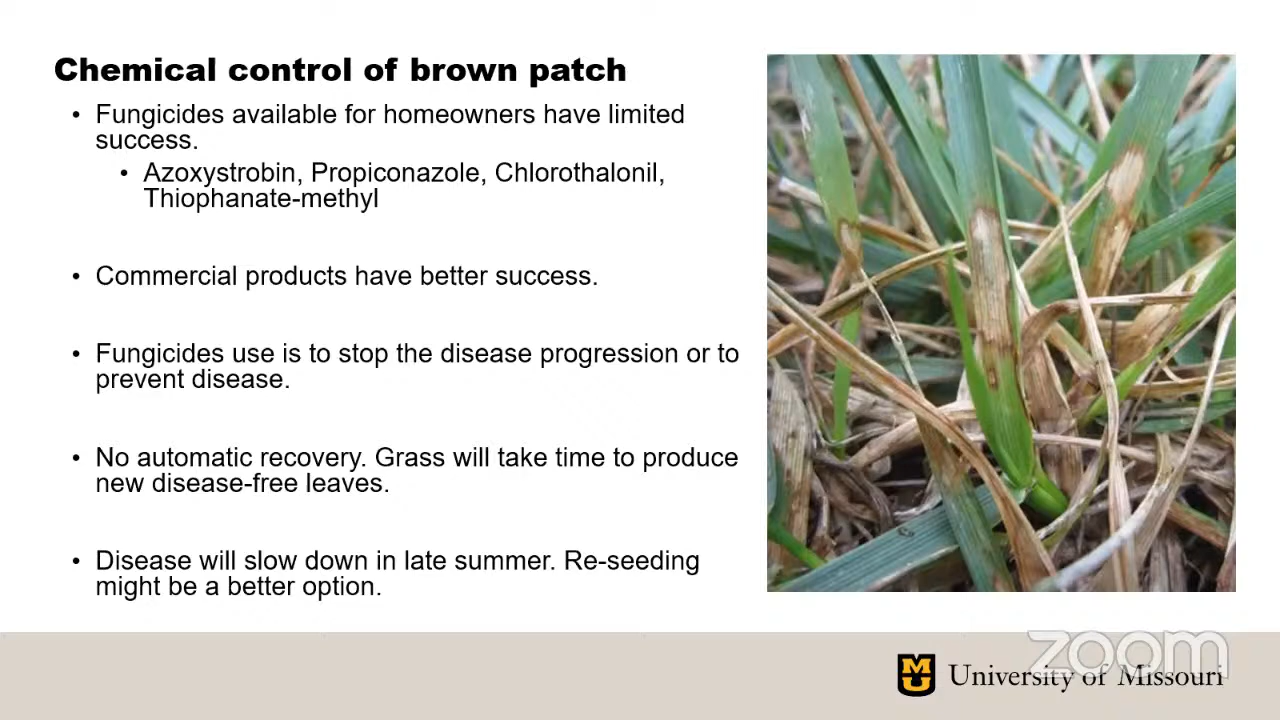 Chemical control of brown patch
• Fungicides available for homeowners have limited
success.
• Azoxystrobin, Propiconazole, Chlorothalonil,
Thiophanate-methyl
• Commercial products have better success.
• Fungicides use is to stop the disease progression or to
prevent disease.
• No automatic recovery. Grass will take time to produce
new disease-free leaves.
• Disease will slow down in late summer. Re-seeding
might be a better option.
zoom
MU University of Missouri